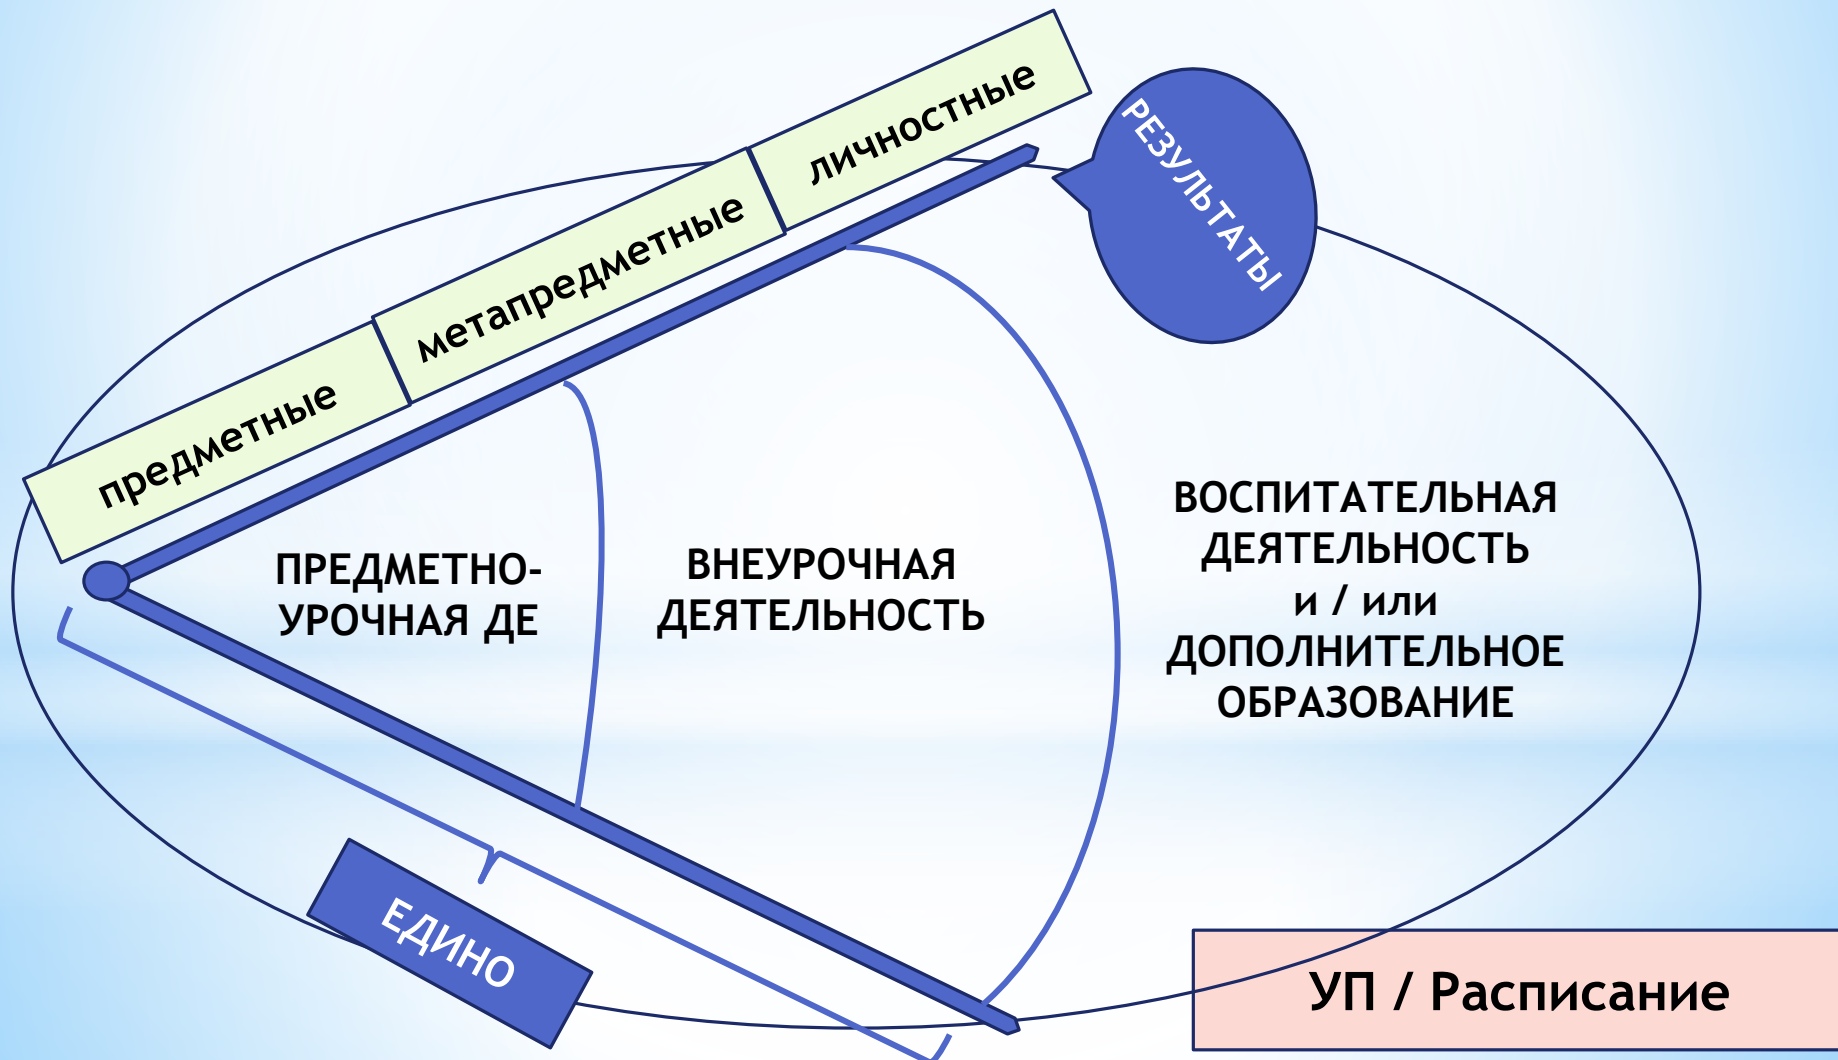 предметные
метапредметные
личностные
РЕЗУЛЬТАТЫ
ПРЕДМЕТНО-
УРОЧНАЯ ДЕ
ВНЕУРОЧНАЯ
ДЕЯТЕЛЬНОСТЬ
ВОСПИТАТЕЛЬНАЯ
ДЕЯТЕЛЬНОСТЬ
и / или
ДОПОЛНИТЕЛЬНОЕ
ОБРАЗОВАНИЕ
ЕДИНО
УП / Расписание